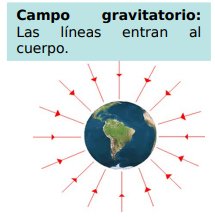 Campo gravitatorio:
Las líneas entran al
cuerpo.